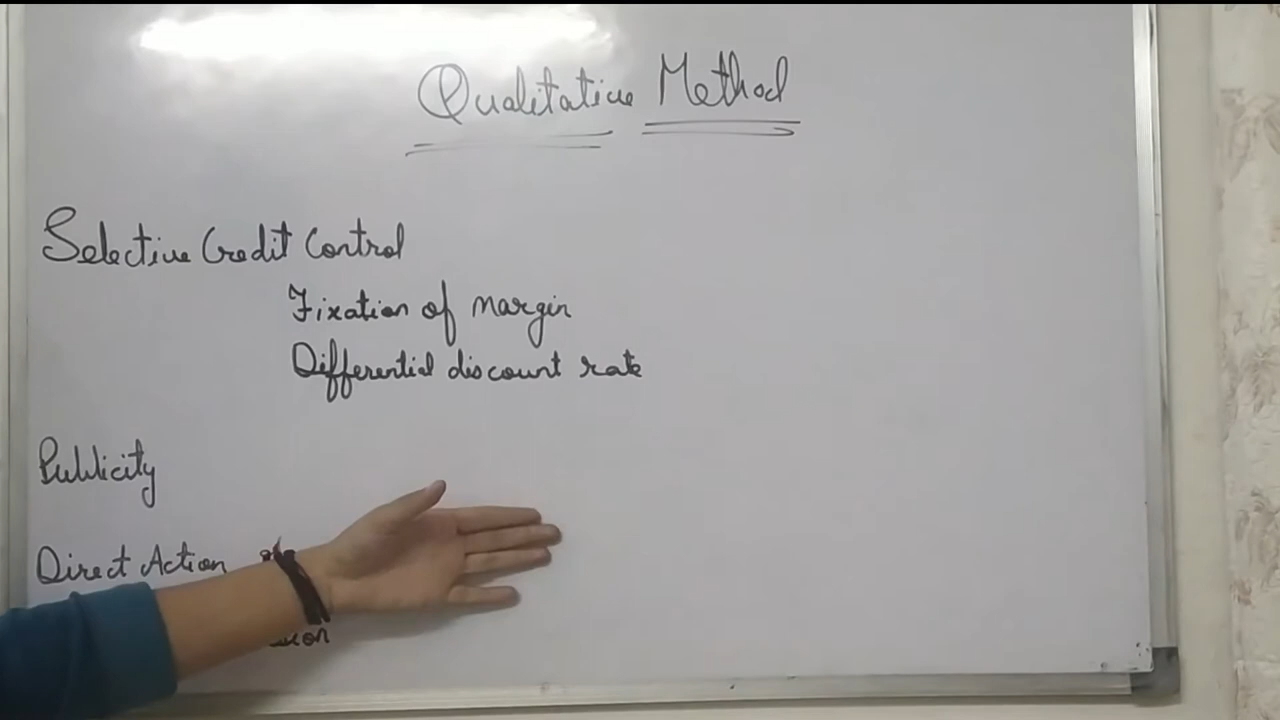 Qualitative Method
Selective Credit Control
Fixation of margin
Differential discount rate
Publicity
Direct Action